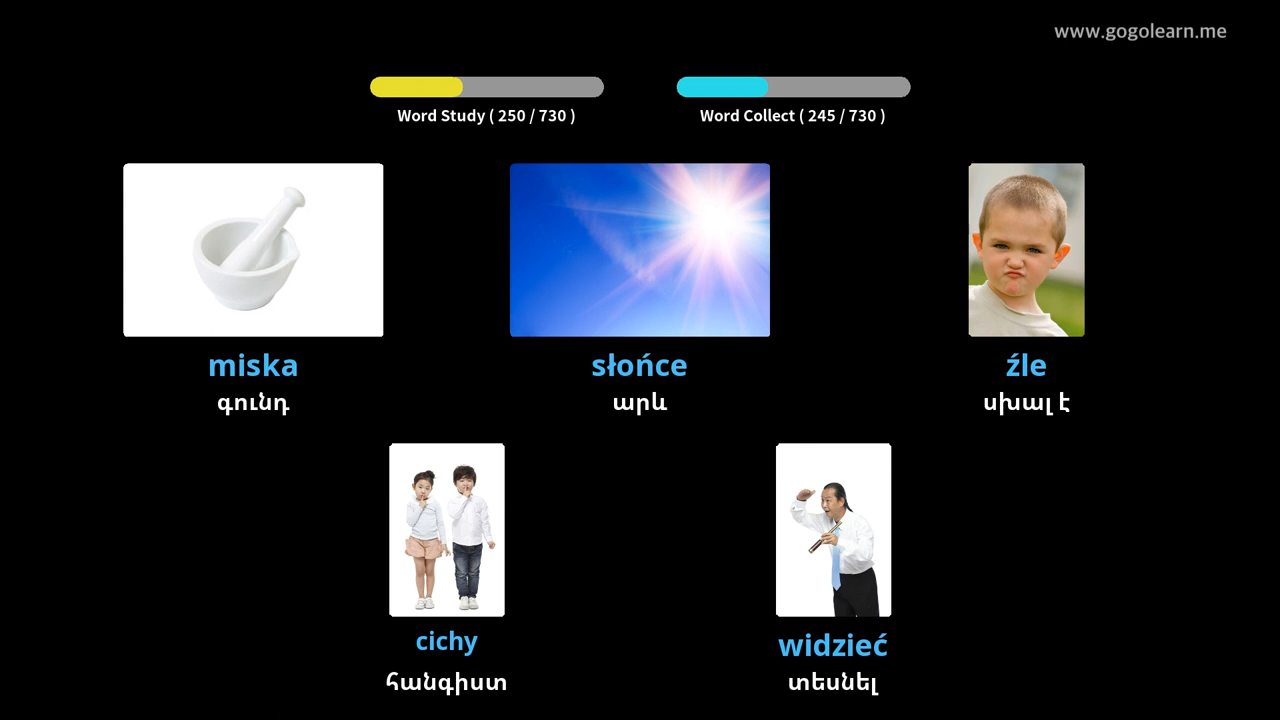 www.gogolearn.me
Word Study ( 250 / 730 )
Word Collect ( 245 / 730 )
miska
գունդ
słońce
արև
źle
սխալ է
cichy
հանգիստ
widzieć
տեսնել